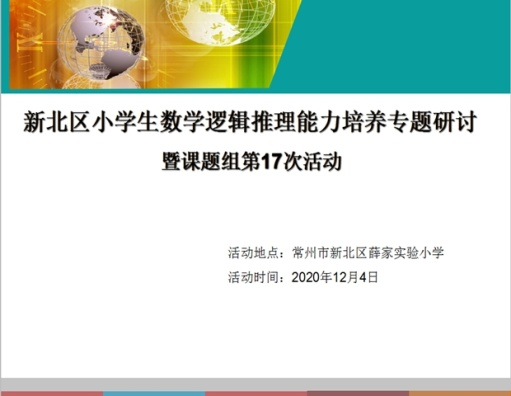 新北区小学生数学逻辑推理能力培养专题研讨
暨课题组第17次活动
活动地点：常州市新北区薛家实验小学
活动时间：2020年12月4日